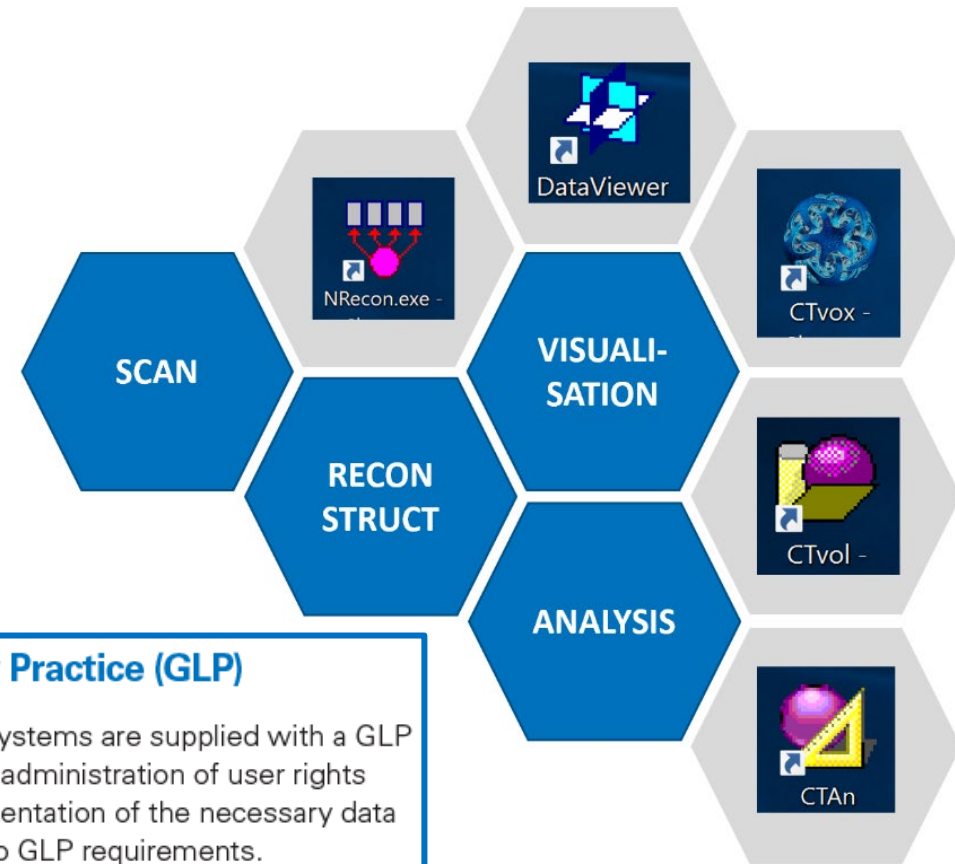 DataViewer
NRecon.exe -
CTvox -
SCAN
VISUALI-
SATION
RECON
STRUCT
CTvol -
ANALYSIS
CTAn
Practice (GLP)
ystems are supplied with a GLP
administration of user rights
entation of the necessary data
o GLP requirements.